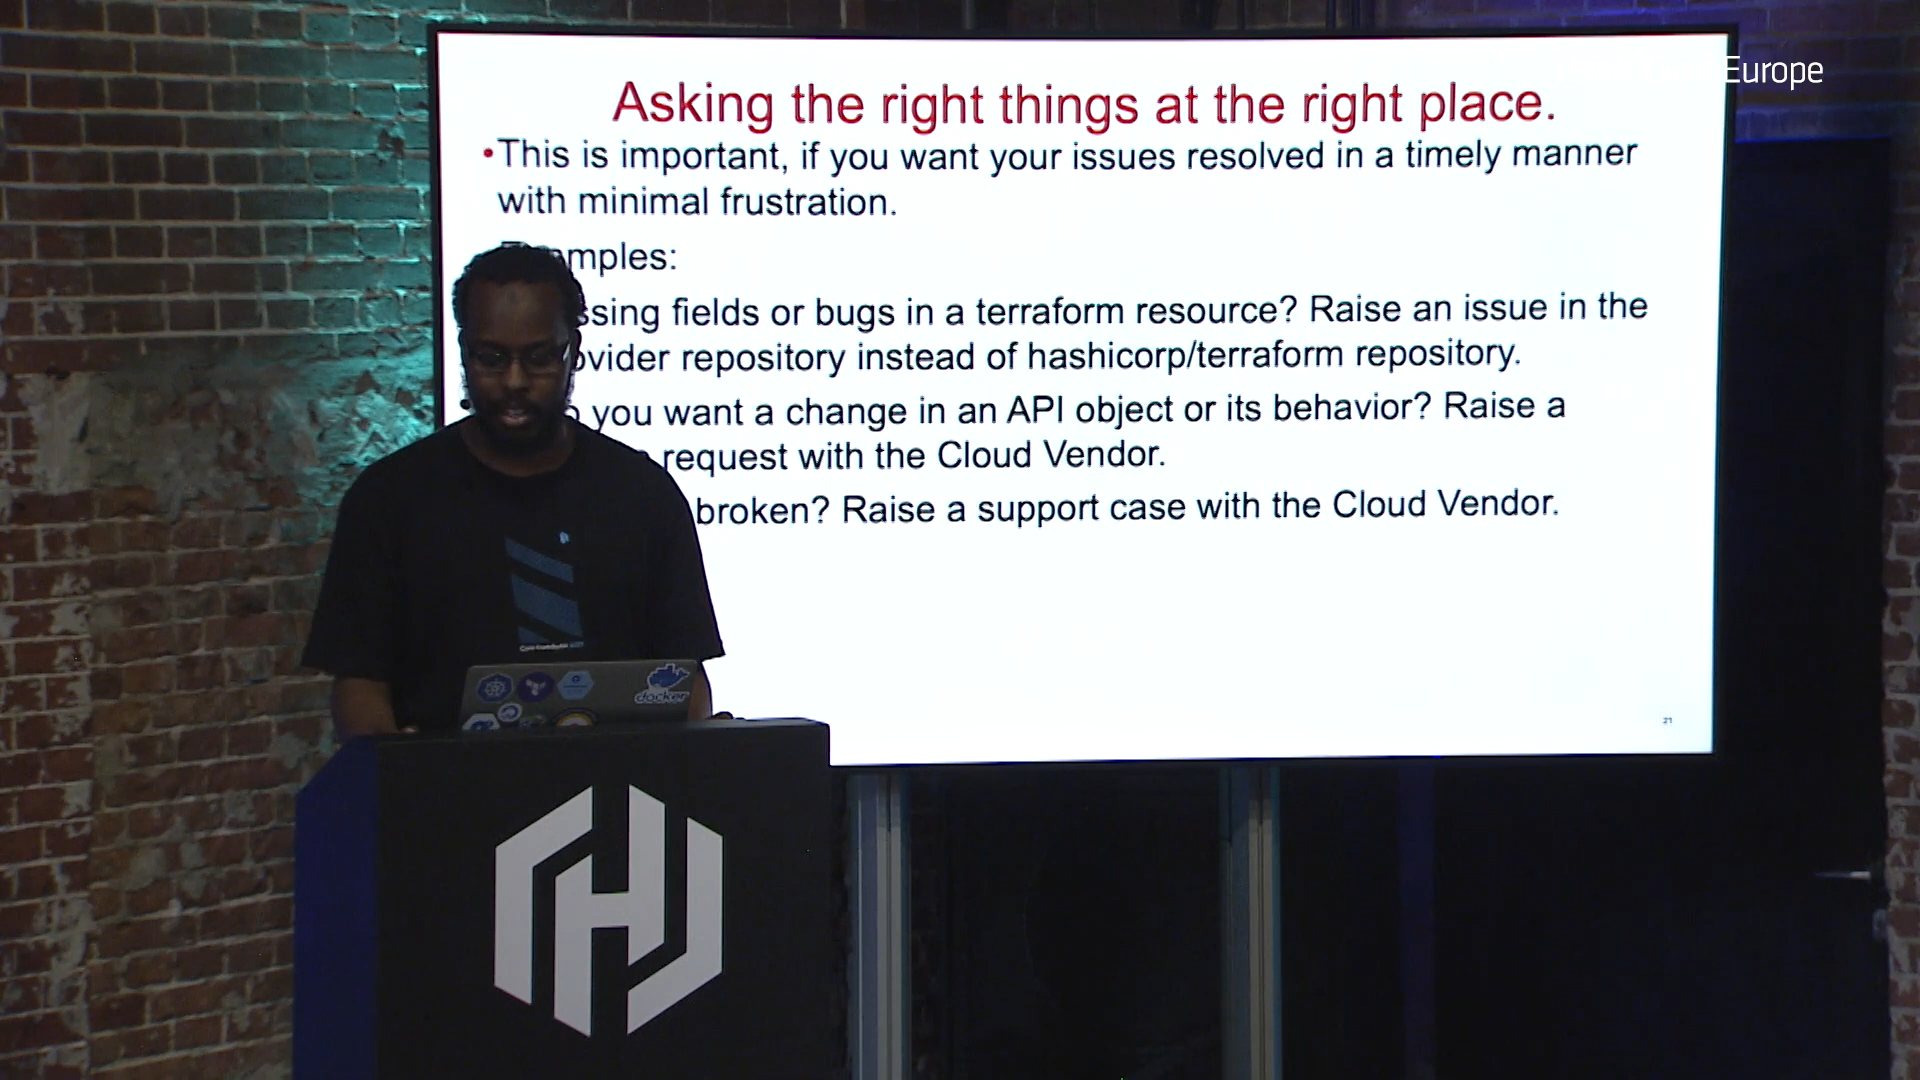 Europe
Asking the right things at the right place.
•This is important, if you want your issues resolved in a timely manner
with minimal frustration.
mples:
ssing fields or bugs in a terraform resource? Raise an issue in the
ovider repository instead of hashicorp/terraform repository.
you want a change in an API object or its behavior? Raise a
request with the Cloud Vendor.
broken? Raise a support case with the Cloud Vendor.
21
docker